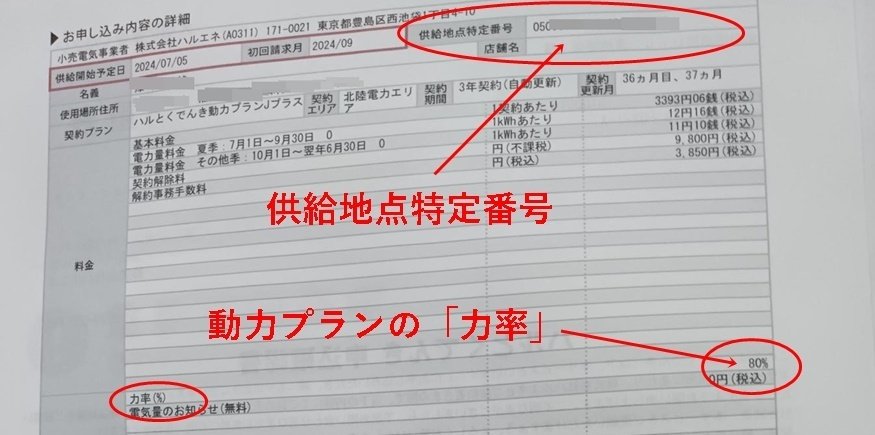 ▶お申し込み内容の詳細
小売電気事業者 株式会社ハルエネ(A0311) 171-0021 東京都豊島区西池袋1丁目4-10
供給地点特定番号 050
供給開始予定日 2024/07/05 初回請求月 2024/09
店舗名
名義
使用場所住所
契約プラン ハルとくでんき動力プランJプラス 契約エリア 北陸電力エリア 契約期間 3年契約(自動更新) 契約更新月 36ヵ月目、37ヵ月
基本料金 1契約あたり 3393円06銭(税込)
電力量料金 夏季:7月1日〜9月30日 0 1kWhあたり 12円16銭(税込)
電力量料金 その他季:10月1日〜翌年6月30日 0 1kWhあたり 11円10銭(税込)
契約解除料 円(不課税) 9,800円(税込)
解約事務手数料 円(税込) 3,850円(税込)
供給地点特定番号
料金
動力プランの「力率」
力率(%) 80%
電気量のお知らせ(無料) 0円(税込)